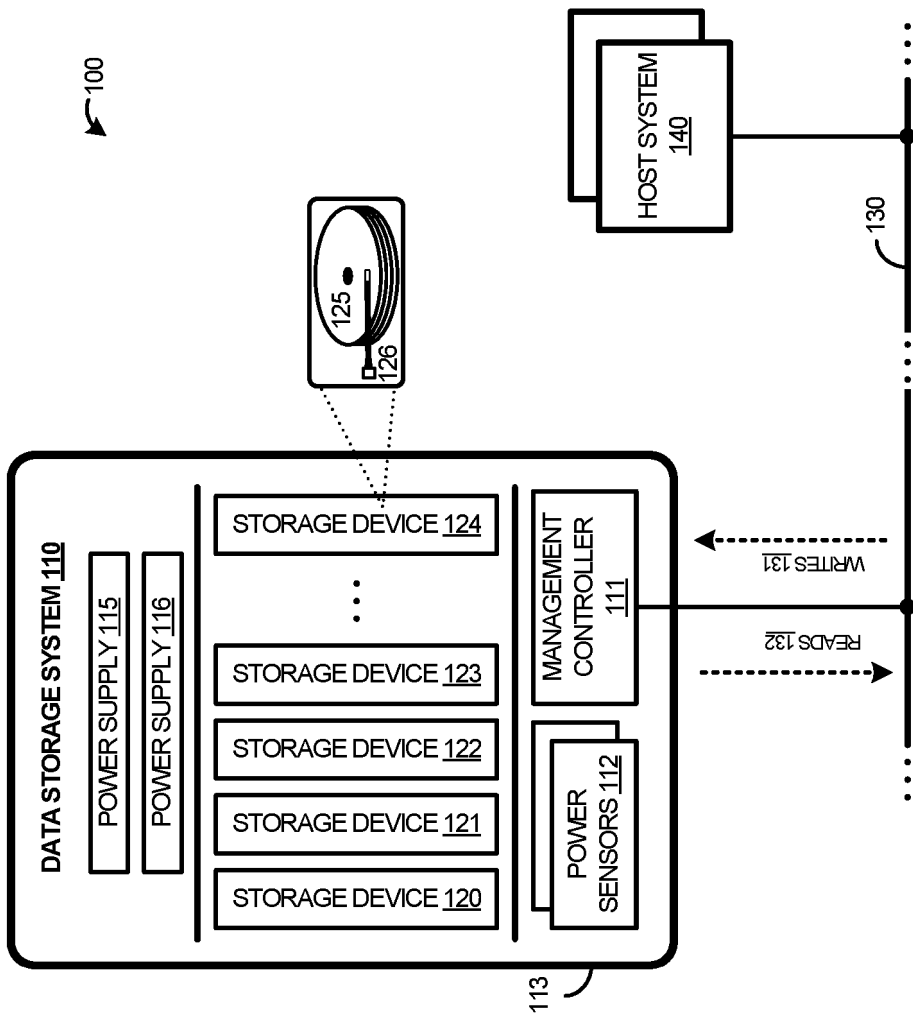 100
DATA STORAGE SYSTEM 110
POWER SUPPLY 115
POWER SUPPLY 116
STORAGE DEVICE 120
STORAGE DEVICE 121
STORAGE DEVICE 122
STORAGE DEVICE 123
...
STORAGE DEVICE 124
125
126
POWER
SENSORS 112
MANAGEMENT
CONTROLLER
111
113
READS 132
WRITES 131
HOST SYSTEM
140
130